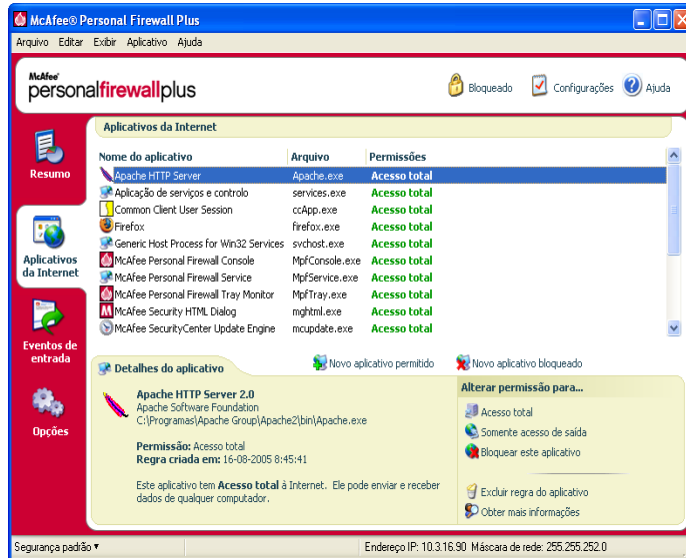 McAfee® Personal Firewall Plus
Arquivo Editar Exibir Aplicativo Ajuda
McAfee®
personalfirewallplus
Bloqueado
Configurações
Ajuda
Resumo
Aplicativos
da Internet
Eventos de
entrada
Opções
Aplicativos da Internet
Nome do aplicativo Arquivo Permissões
Apache HTTP Server Apache.exe Acesso total
Aplicação de serviços e controlo services.exe Acesso total
Common Client User Session ccApp.exe Acesso total
Firefox firefox.exe Acesso total
Generic Host Process for Win32 Services svchost.exe Acesso total
McAfee Personal Firewall Console MpfConsole.exe Acesso total
McAfee Personal Firewall Service MpfService.exe Acesso total
McAfee Personal Firewall Tray Monitor MpfTray.exe Acesso total
McAfee Security HTML Dialog mghtml.exe Acesso total
McAfee SecurityCenter Update Engine mcupdate.exe Acesso total
Novo aplicativo permitido
Novo aplicativo bloqueado
Detalhes do aplicativo
Apache HTTP Server 2.0
Apache Software Foundation
C:\Programas\Apache Group\Apache2\bin\Apache.exe
Permissão: Acesso total
Regra criada em: 16-08-2005 8:45:41
Este aplicativo tem Acesso total à Internet. Ele pode enviar e receber
dados de qualquer computador.
Alterar permissão para...
Acesso total
Somente acesso de saída
Bloquear este aplicativo
Excluir regra do aplicativo
Obter mais informações
Segurança padrão
Endereço IP: 10.3.16.90 Máscara de rede: 255.255.252.0